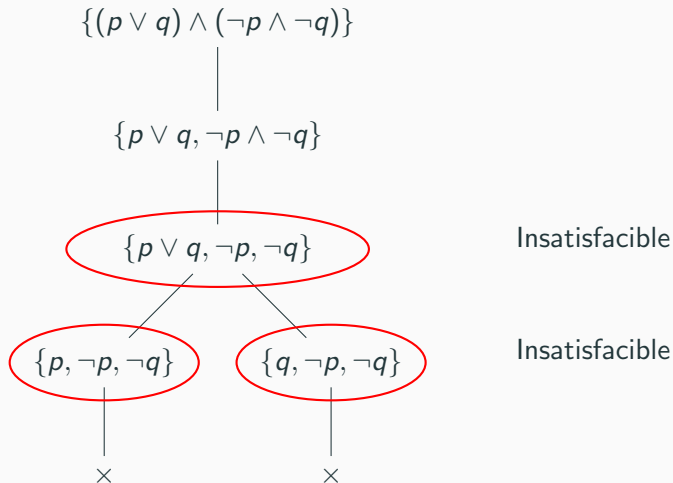 {(p ∨ q) ∧ (¬p ∧ ¬q)}
{p ∨ q, ¬p ∧ ¬q}
{p ∨ q, ¬p, ¬q} Insatisfacible
{p, ¬p, ¬q} {q, ¬p, ¬q} Insatisfacible
× ×